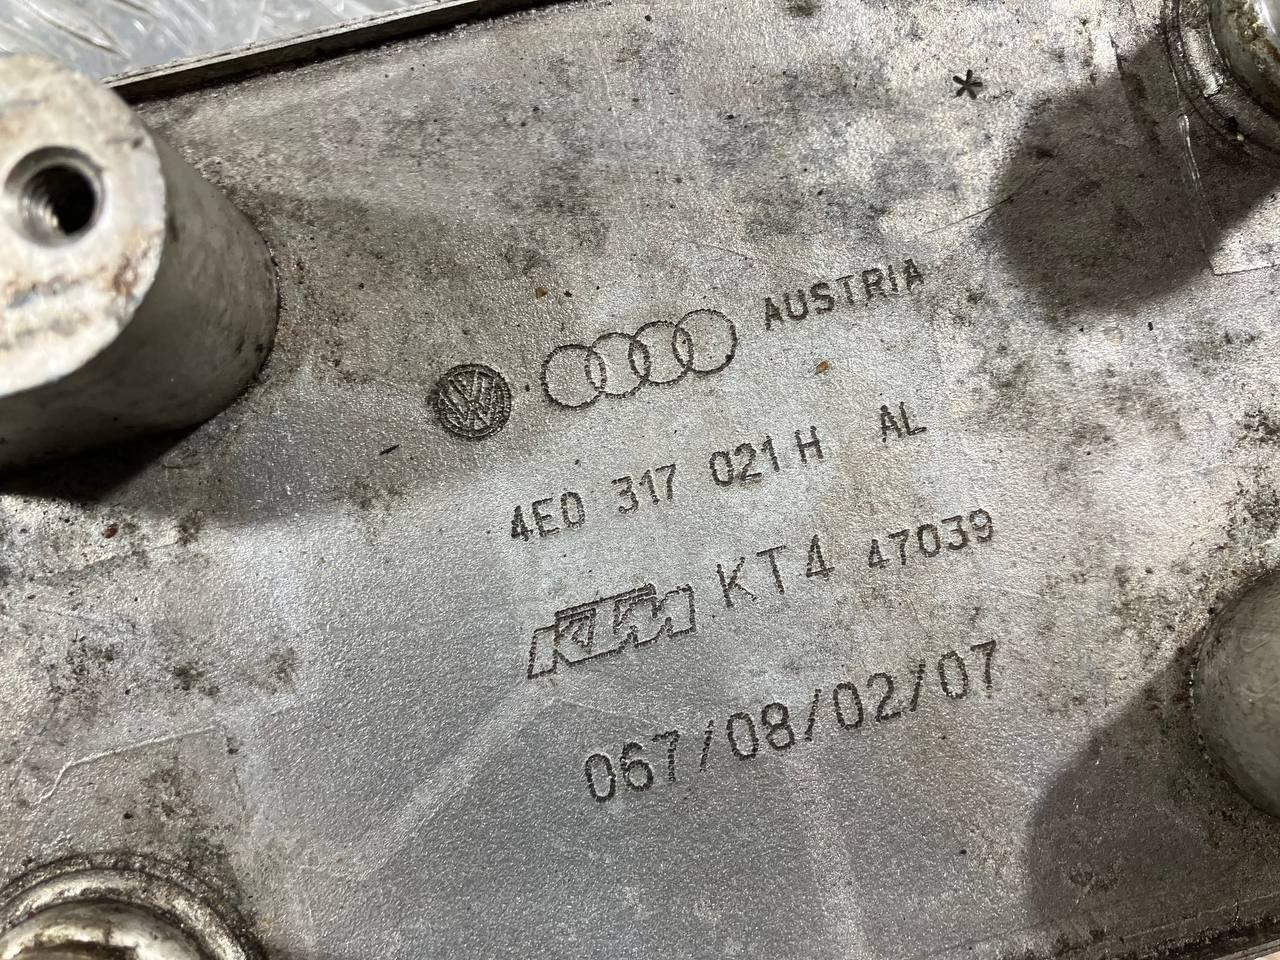 *
AUSTRIA
4E0 317 021 H AL
KTM KT4 47039
067/08/02/07